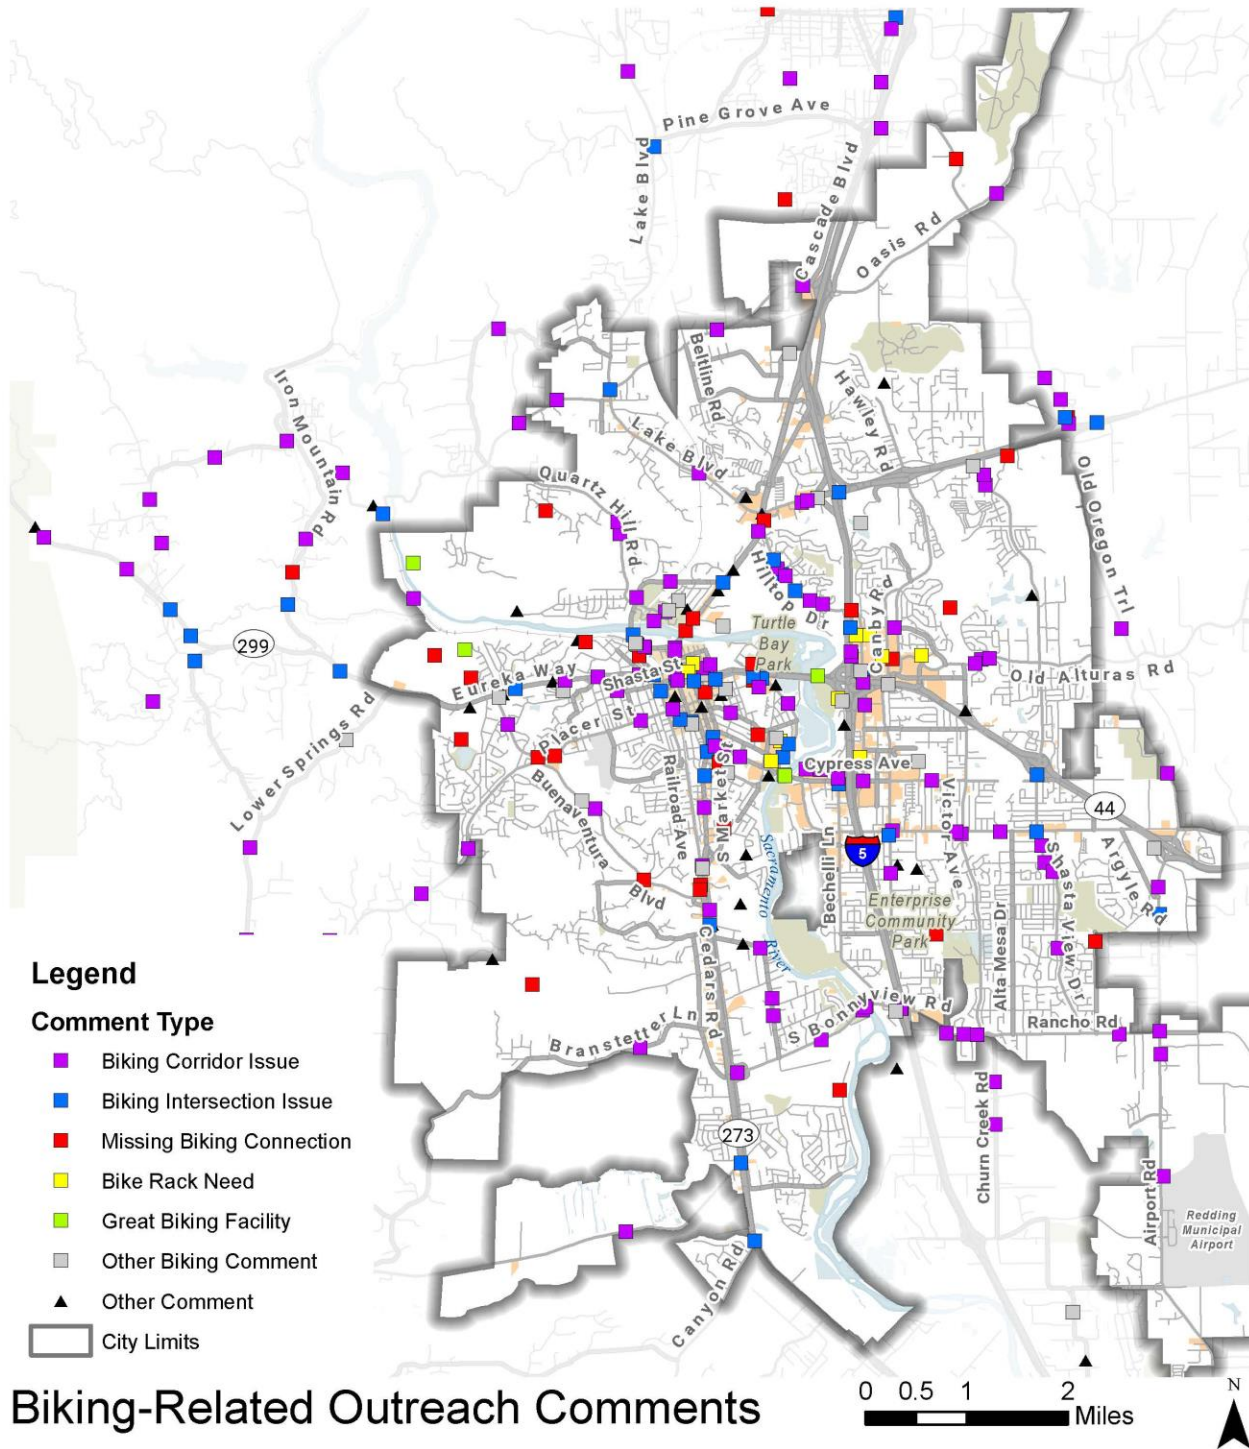 Pine Grove Ave
Lake Blvd
Cascade Blvd
Oasis Rd
Beltline Rd
Iron Mountain Rd
Hawley Rd
Lake Blvd
Quartz Hill Rd
Old Oregon Trl
Hilltop Dr
Canby Rd
Turtle
Bay
Park
299
Eureka Way
Shasta St
Old Alturas Rd
Placer St
Lower Springs Rd
Cypress Ave
Buenaventura
Blvd
Railroad Ave
S Market St
Victor Ave
44
Sacramento
River
Bechelli Ln
5
Shasta View Dr
Argyle Rd
Enterprise
Community
Park
Alta Mesa Dr
Cedars Rd
S Bonnyview Rd
Rancho Rd
Branstetter Ln
Churn Creek Rd
273
Airport Rd
Redding
Municipal
Airport
Canyon Rd
Legend
Comment Type
Biking Corridor Issue
Biking Intersection Issue
Missing Biking Connection
Bike Rack Need
Great Biking Facility
Other Biking Comment
Other Comment
City Limits
Biking-Related Outreach Comments
0 0.5 1 2
Miles
N